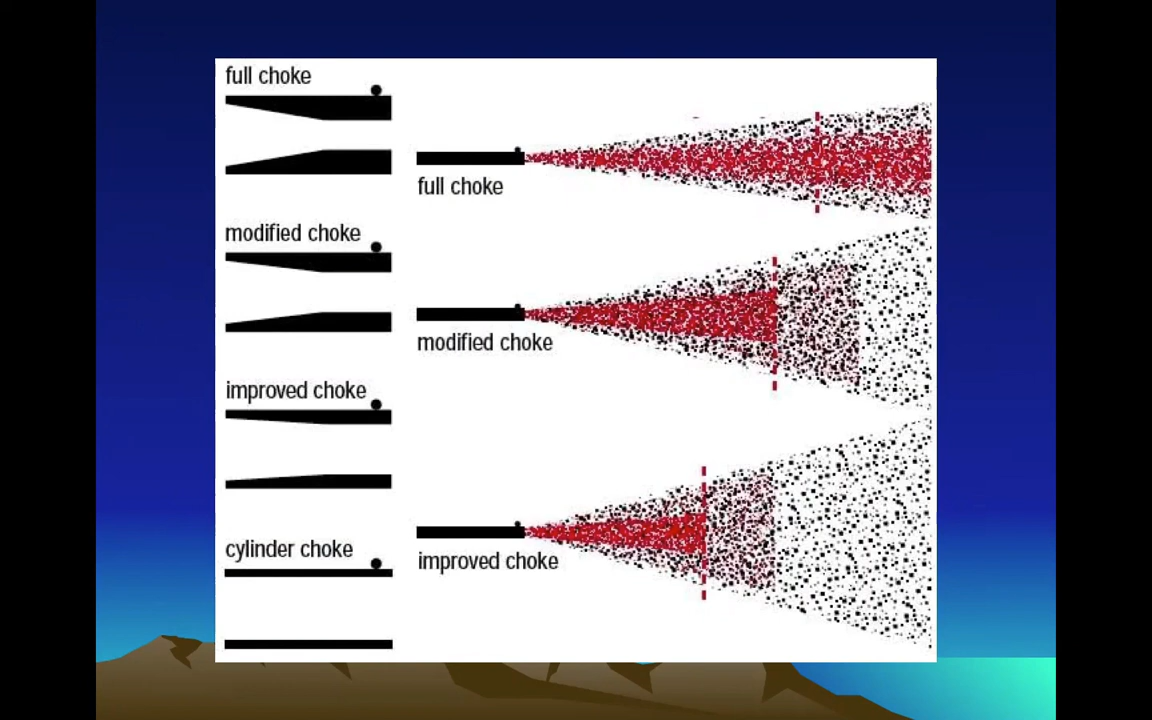 full choke
full choke
modified choke
modified choke
improved choke
cylinder choke
improved choke